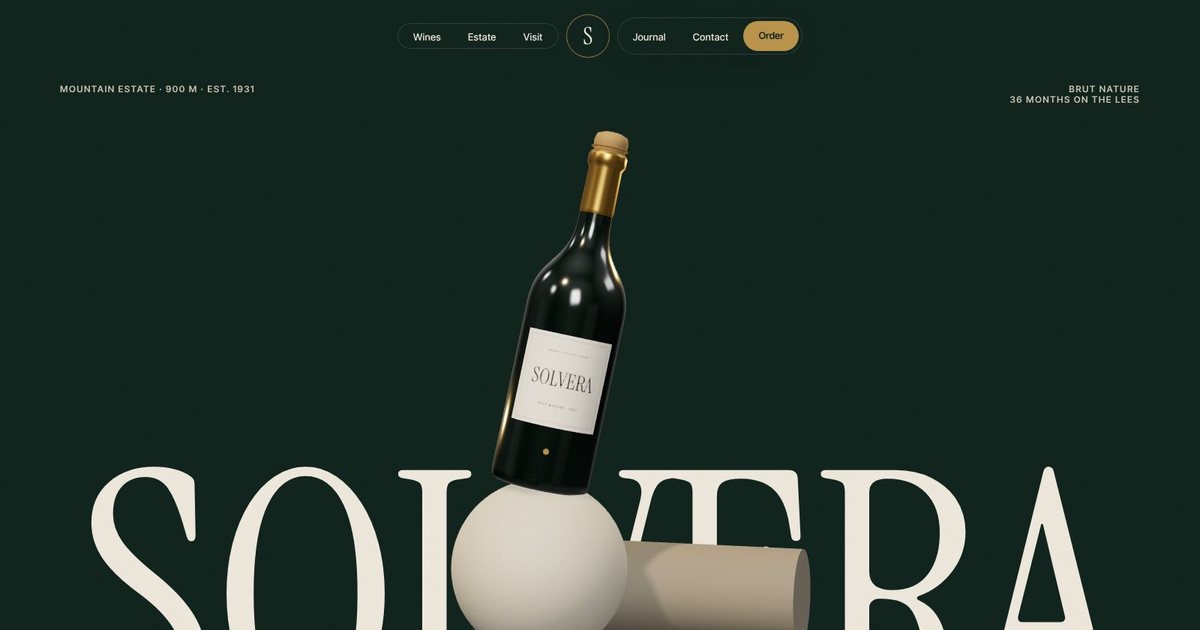 Wines Estate Visit S Journal Contact Order
MOUNTAIN ESTATE · 900 M · EST. 1931
BRUT NATURE
36 MONTHS ON THE LEES
SOLVERA
SOLVERA